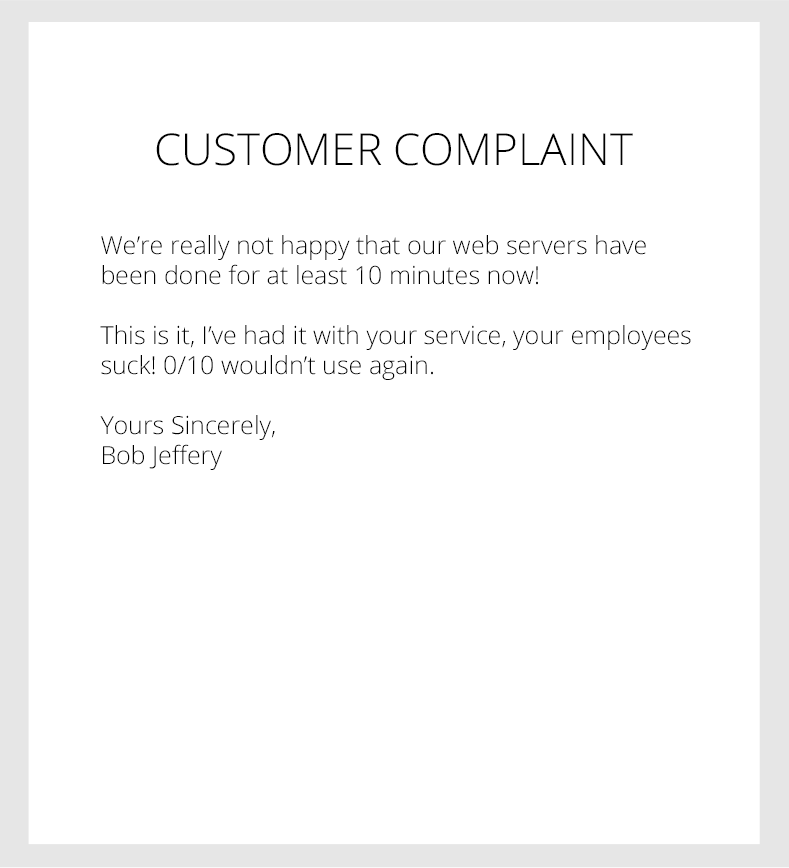 CUSTOMER COMPLAINT
We’re really not happy that our web servers have
been done for at least 10 minutes now!
This is it, I’ve had it with your service, your employees
suck! 0/10 wouldn’t use again.
Yours Sincerely,
Bob Jeffery